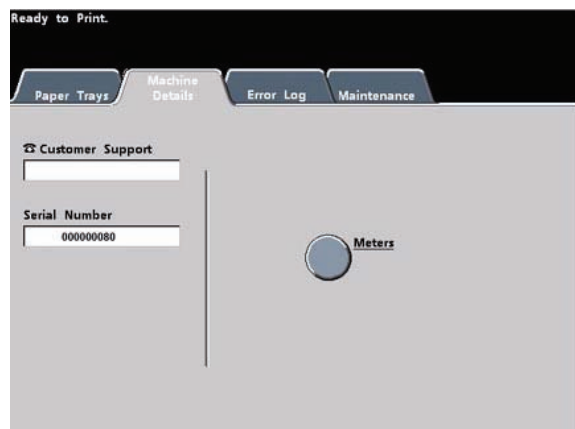 Ready to Print.
Paper Trays
Machine
Details
Error Log
Maintenance
☎ Customer Support
Serial Number
000000080
Meters